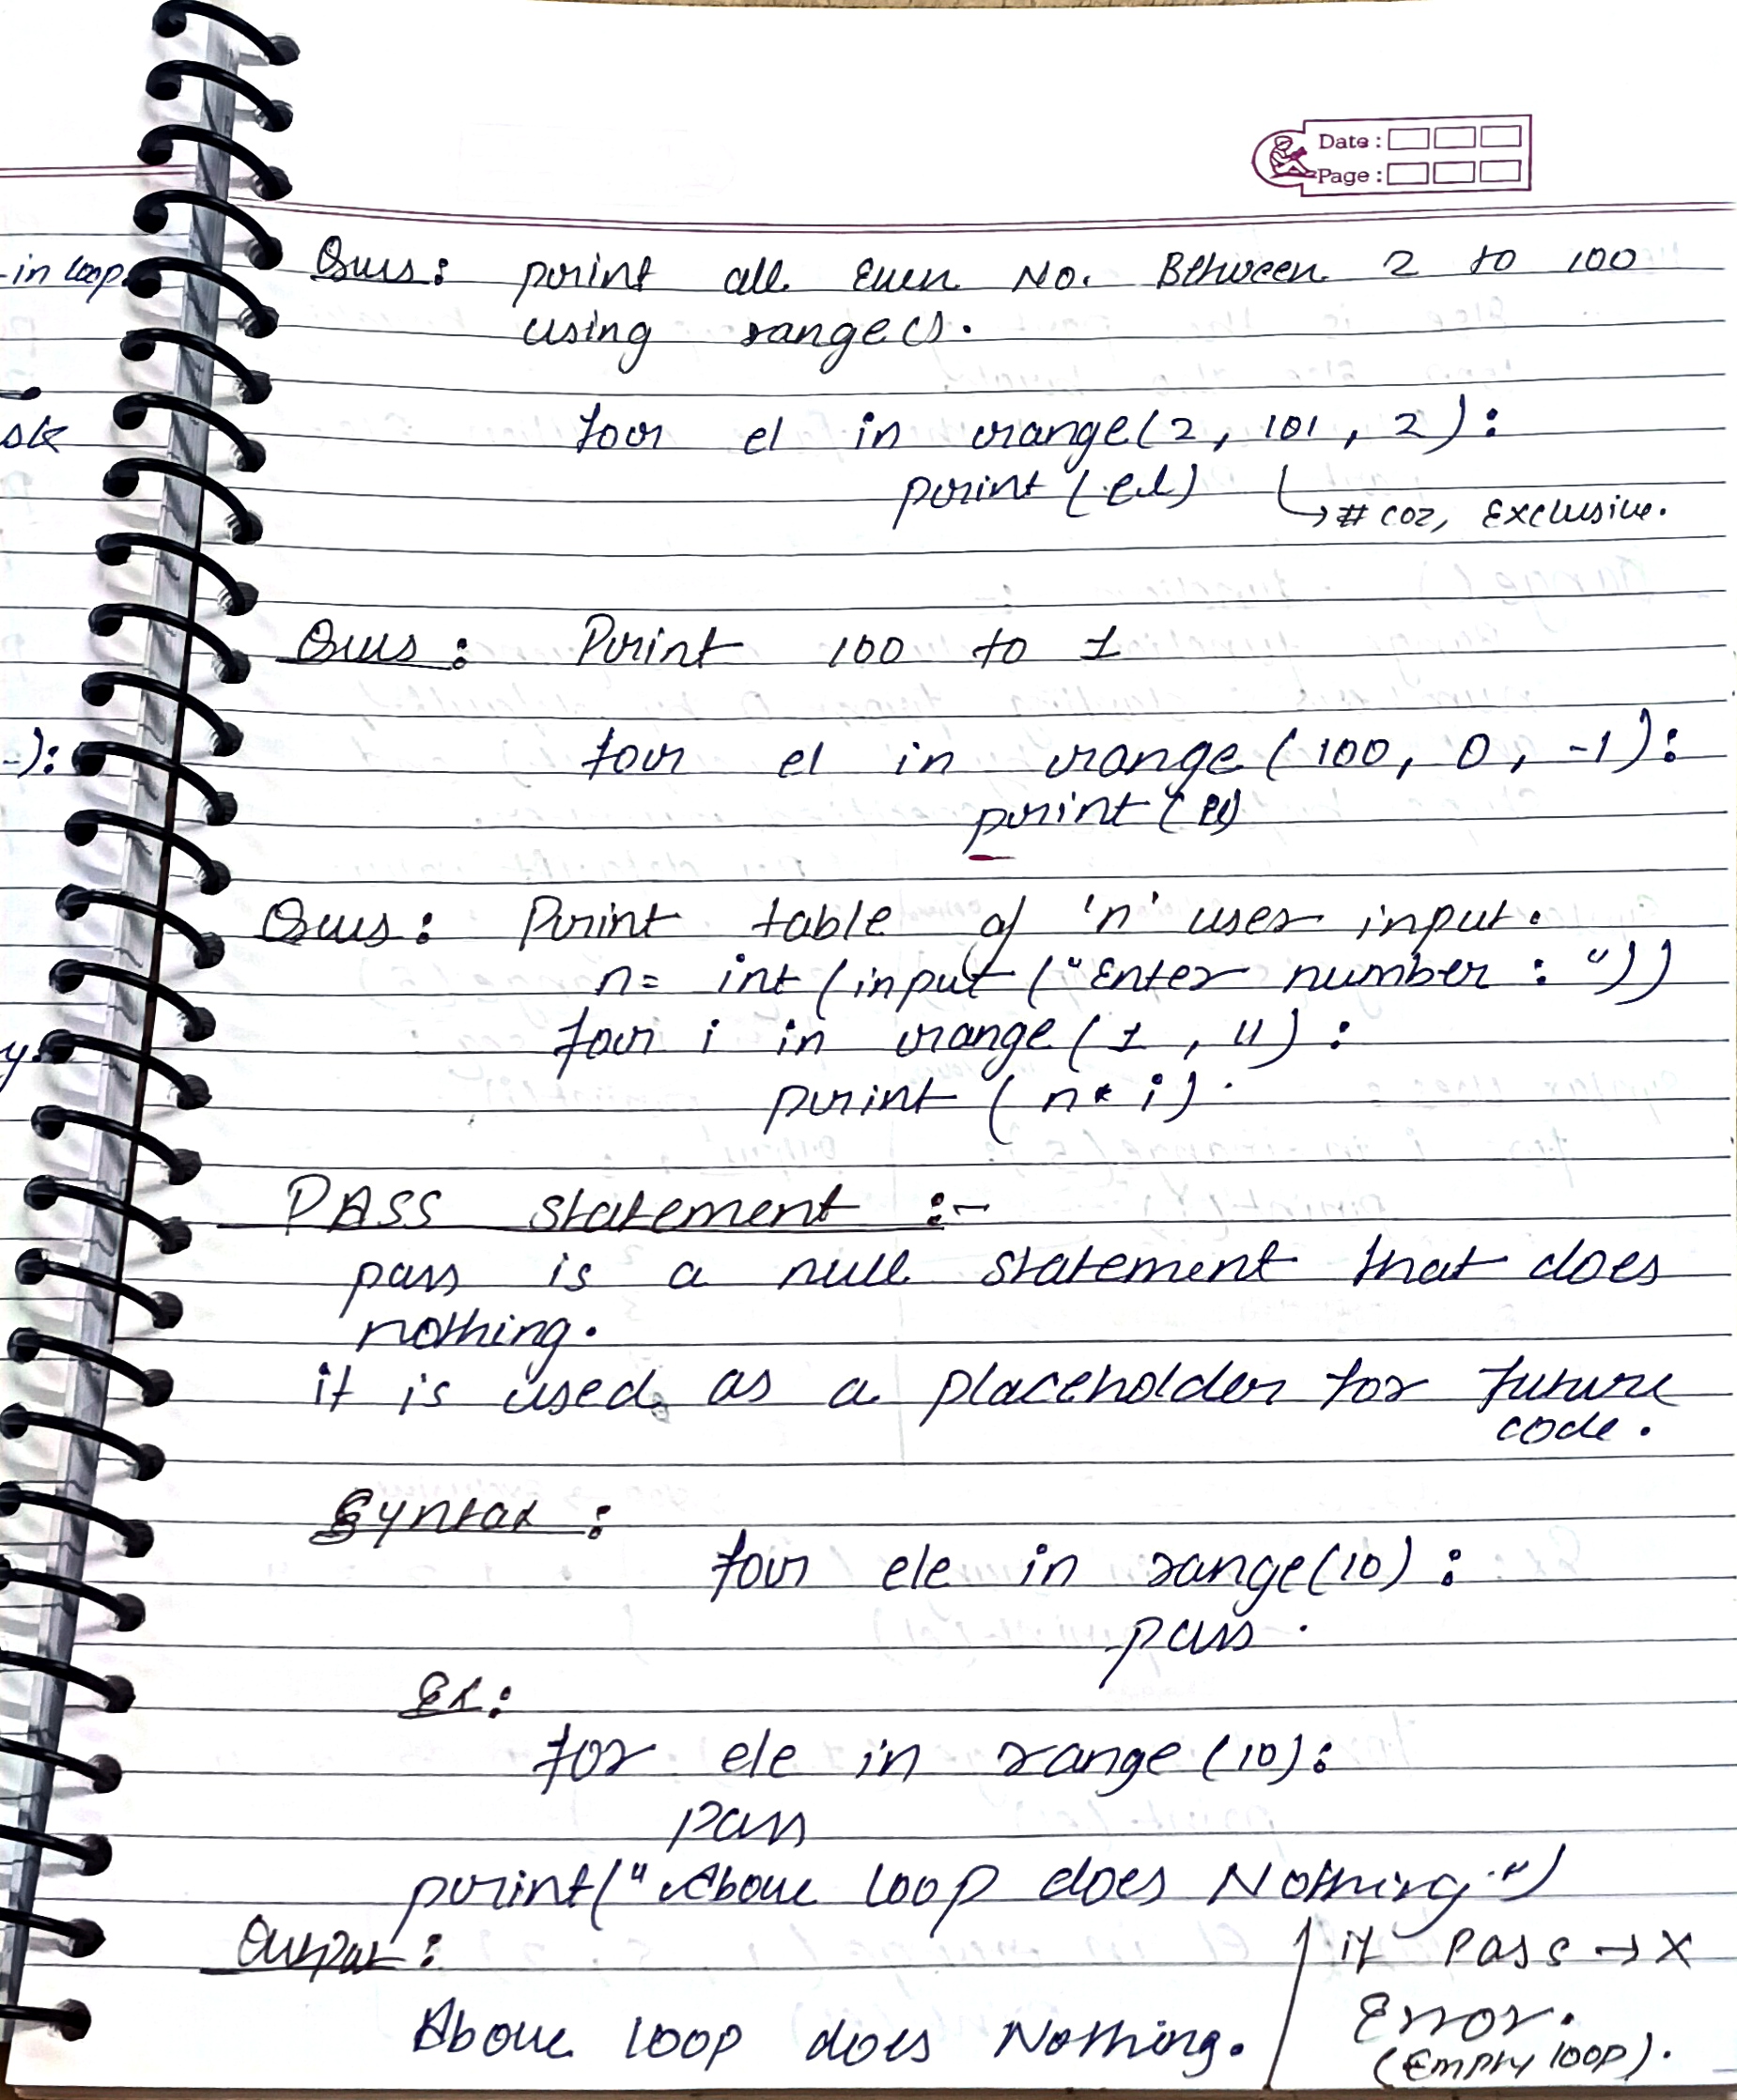 Date :
Page :
in loop.
Ques: print all Even No. Between 2 to 100
using range().
sk
for el in range(2, 101, 2):
print(el)
↳ # coz, Exclusive.
Ques: Print 100 to 1
-):
for el in range(100, 0, -1):
print(el)
Ques: Print table of 'n' user input.
n= int(input("Enter number : "))
y.
for i in range(1, 11):
print(n*i).
PASS statement :-
pass is a null statement that does
nothing.
it is used as a placeholder for future
code.
Syntax:
for ele in range(10):
pass.
Ex:
for ele in range(10):
pass
print("Above loop does Nothing.")
Output:
Above loop does Nothing.
if Pass → X
Error.
(Empty loop).